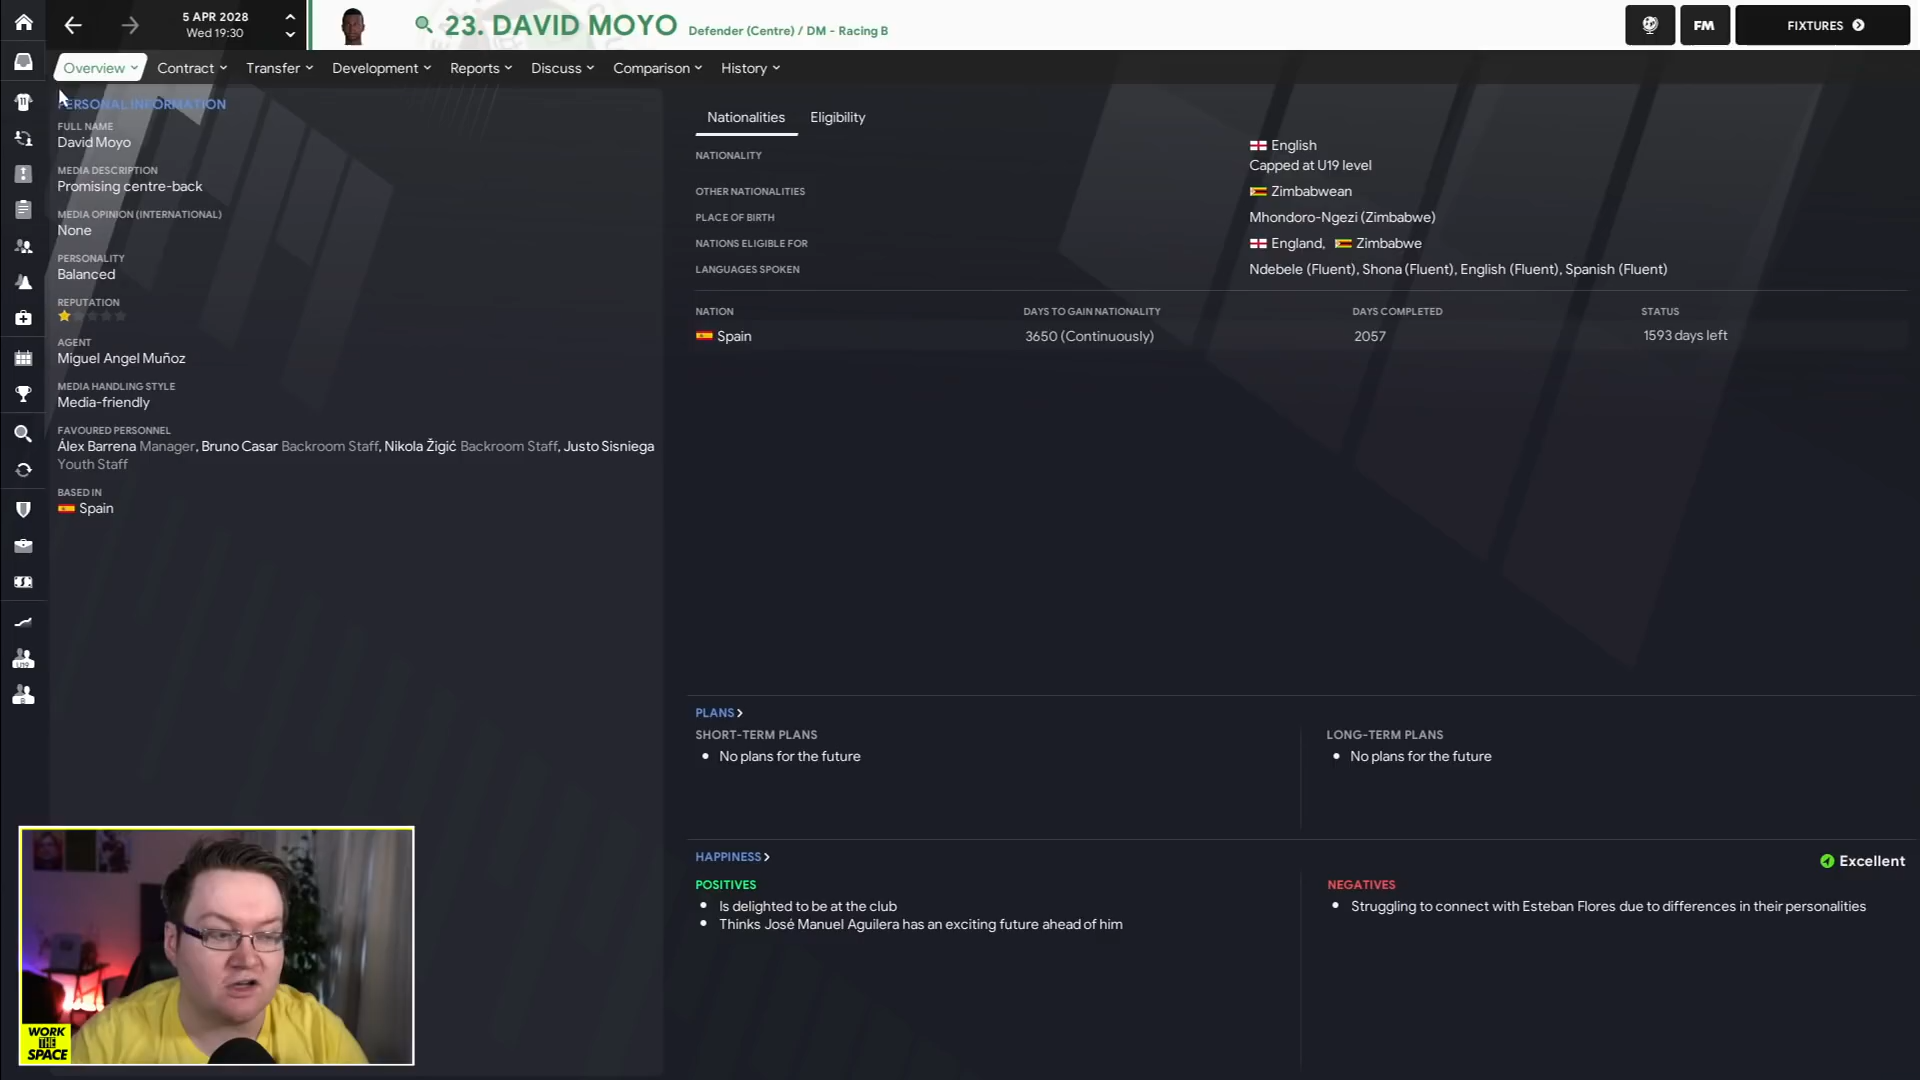 5 APR 2028
Wed 19:30
23. DAVID MOYO
Defender (Centre) / DM - Racing B
FM
FIXTURES
Overview
Contract
Transfer
Development
Reports
Discuss
Comparison
History
PERSONAL INFORMATION
FULL NAME
David Moyo
MEDIA DESCRIPTION
Promising centre-back
MEDIA OPINION (INTERNATIONAL)
None
PERSONALITY
Balanced
REPUTATION
AGENT
Miguel Angel Muñoz
MEDIA HANDLING STYLE
Media-friendly
FAVOURED PERSONNEL
Álex Barrena Manager, Bruno Casar Backroom Staff, Nikola Žigić Backroom Staff, Justo Sisniega
Youth Staff
BASED IN
Spain
Nationalities
Eligibility
NATIONALITY
English
Capped at U19 level
OTHER NATIONALITIES
Zimbabwean
PLACE OF BIRTH
Mhondoro-Ngezi (Zimbabwe)
NATIONS ELIGIBLE FOR
England, Zimbabwe
LANGUAGES SPOKEN
Ndebele (Fluent), Shona (Fluent), English (Fluent), Spanish (Fluent)
NATION
DAYS TO GAIN NATIONALITY
DAYS COMPLETED
STATUS
Spain
3650 (Continuously)
2057
1593 days left
PLANS
SHORT-TERM PLANS
No plans for the future
LONG-TERM PLANS
No plans for the future
HAPPINESS
Excellent
POSITIVES
Is delighted to be at the club
Thinks José Manuel Aguilera has an exciting future ahead of him
NEGATIVES
Struggling to connect with Esteban Flores due to differences in their personalities
11
U19
B
WORK
THE
SPACE